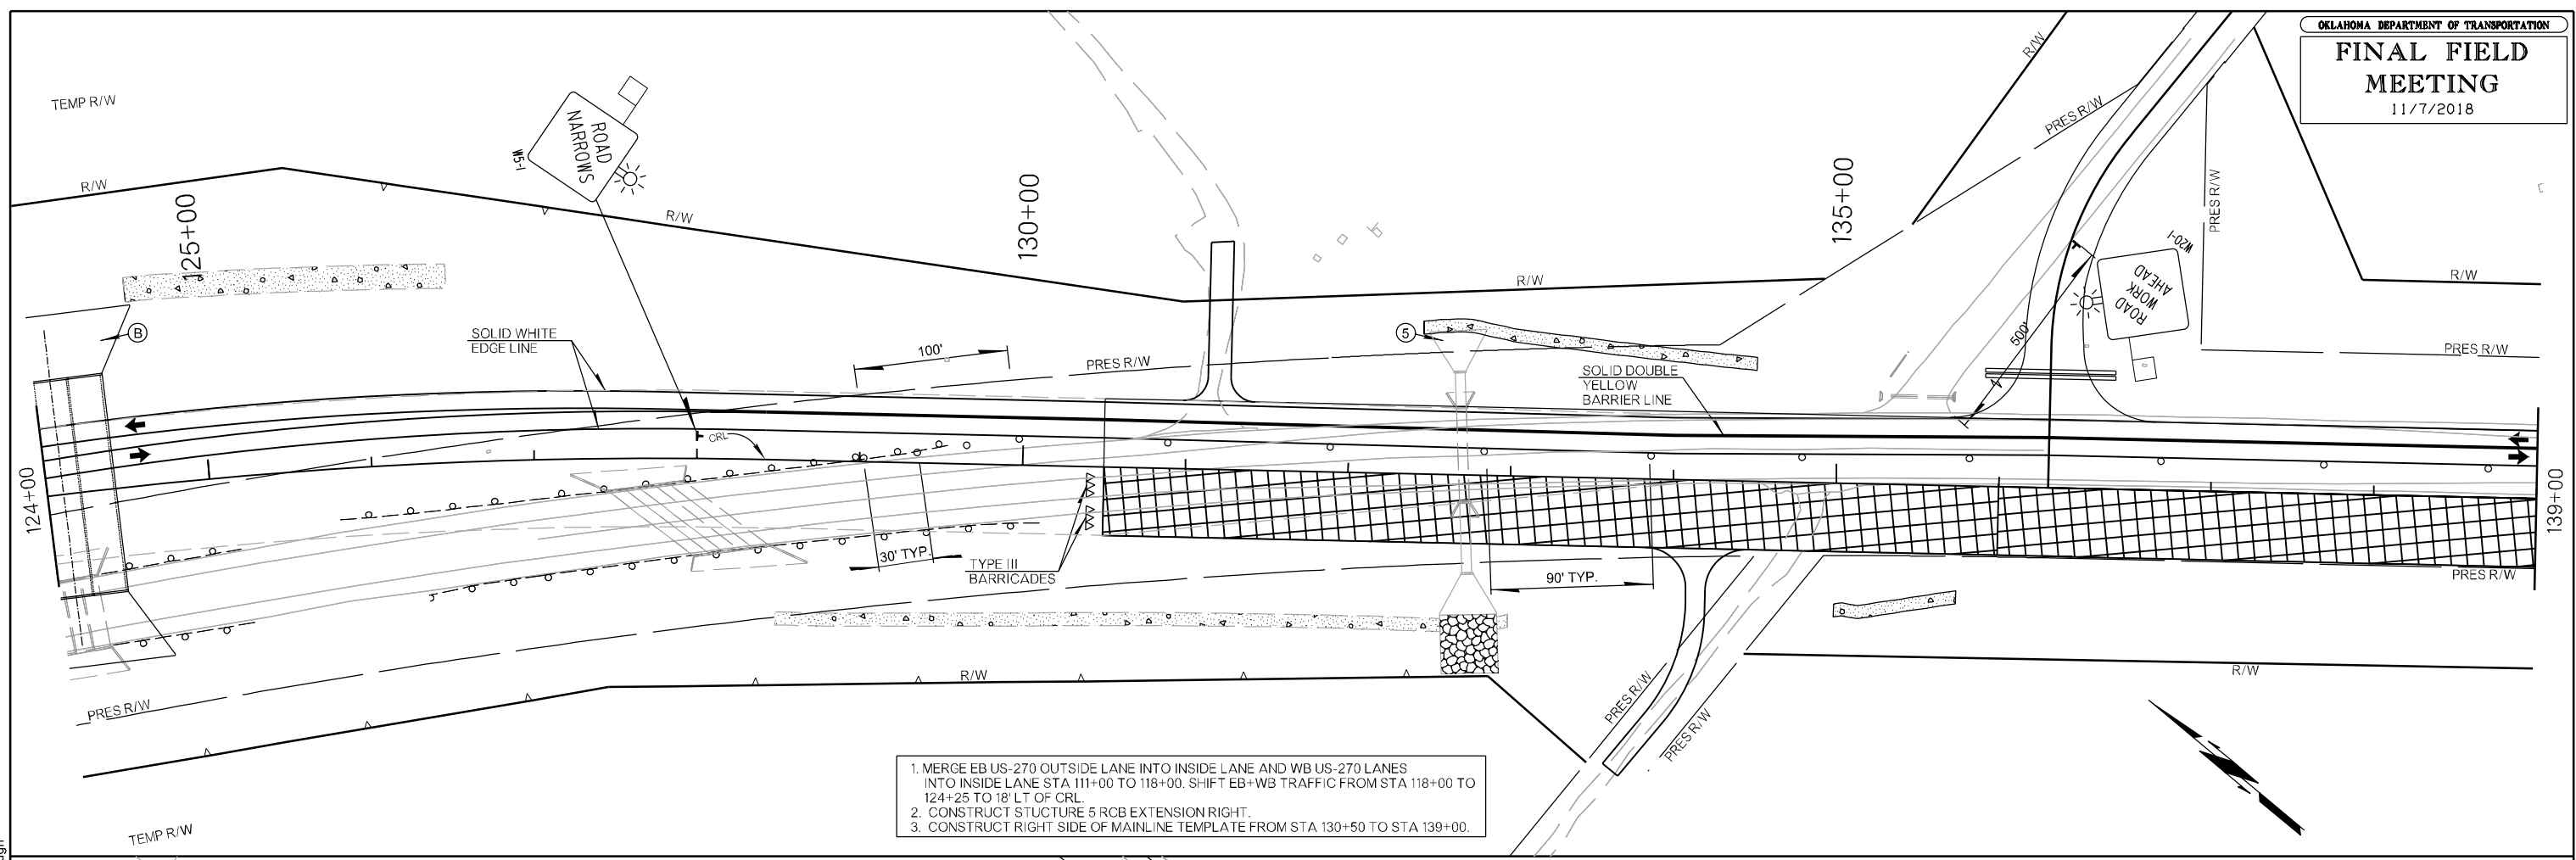 OKLAHOMA DEPARTMENT OF TRANSPORTATION
FINAL FIELD
MEETING
11/7/2018
TEMP R/W
R/W
125+00
ROAD
NARROWS
W5-1
R/W
130+00
135+00
R/W
R/W
PRES R/W
PRES R/W
W20-1
ROAD
WORK
AHEAD
500'
R/W
PRES R/W
B
SOLID WHITE
EDGE LINE
100'
PRES R/W
5
SOLID DOUBLE
YELLOW
BARRIER LINE
CRL
124+00
139+00
30' TYP.
TYPE III
BARRICADES
90' TYP.
PRES R/W
PRES R/W
R/W
PRES R/W
PRES R/W
R/W
1. MERGE EB US-270 OUTSIDE LANE INTO INSIDE LANE AND WB US-270 LANES
INTO INSIDE LANE STA 111+00 TO 118+00. SHIFT EB+WB TRAFFIC FROM STA 118+00 TO
124+25 TO 18' LT OF CRL.
2. CONSTRUCT STUCTURE 5 RCB EXTENSION RIGHT.
3. CONSTRUCT RIGHT SIDE OF MAINLINE TEMPLATE FROM STA 130+50 TO STA 139+00.
TEMP R/W